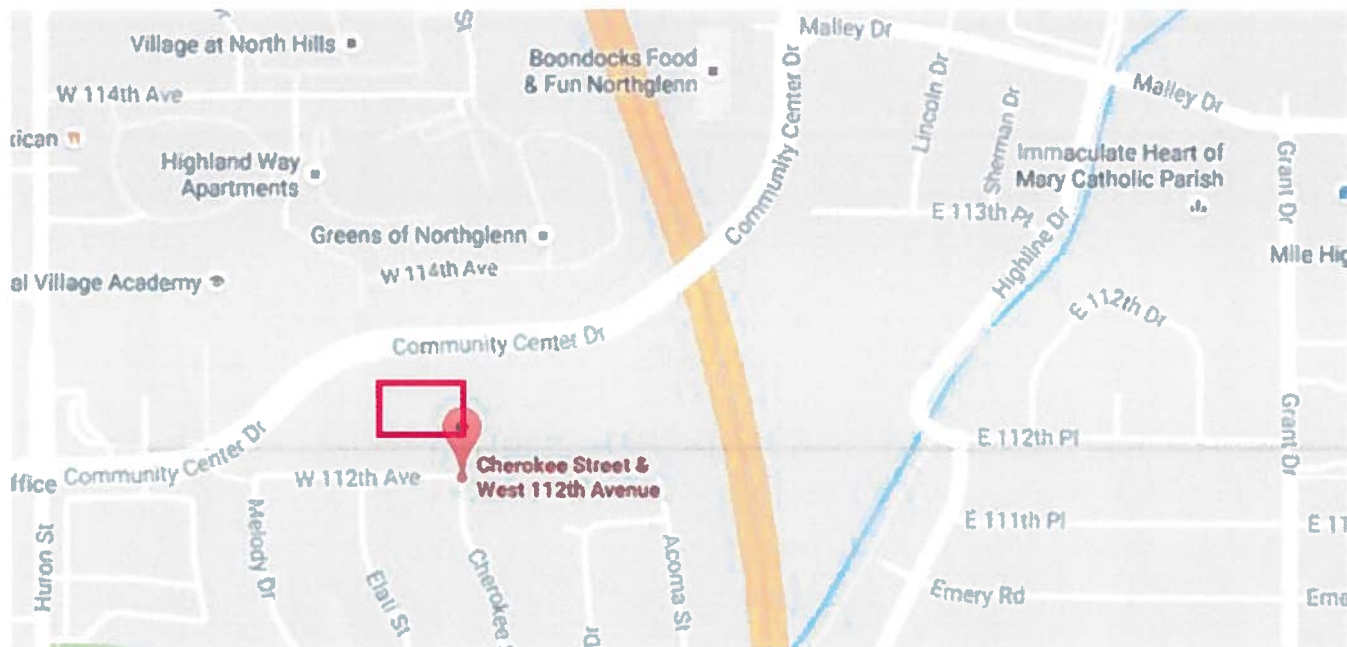 Village at North Hills
Malley Dr
Boondocks Food
& Fun Northglenn
W 114th Ave
Malley Dr
Lincoln Dr
Sherman Dr
Community Center Dr
Highland Way
Apartments
Immaculate Heart of
Mary Catholic Parish
Grant Dr
E 113th Pl
Greens of Northglenn
W 114th Ave
Highline Dr
Mile Hig
al Village Academy
E 112th Dr
Community Center Dr
Grant Dr
E 112th Pl
Community Center Dr
ffice
W 112th Ave
Cherokee Street &
West 112th Avenue
Huron St
Melody Dr
Elati St
Cherokee S
Acoma St
E 111th Pl
E 11
Emery Rd
Eme